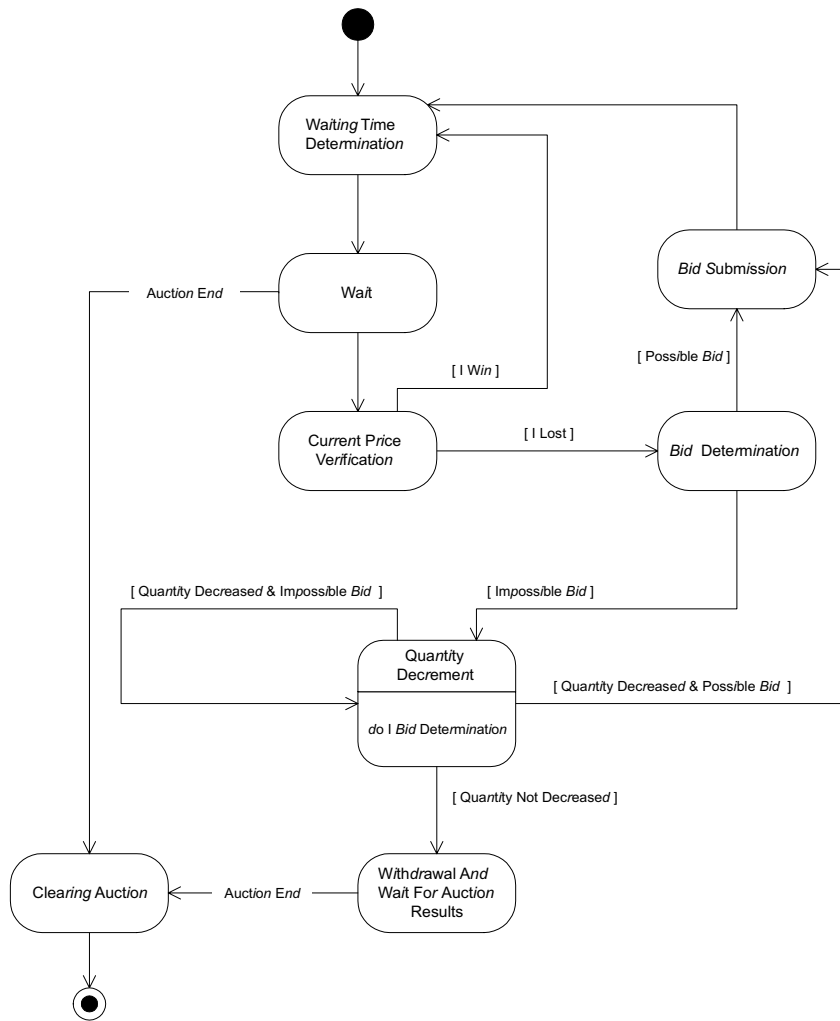 Waiting Time
Determination
Bid Submission
Auction End
Wait
[ Possible Bid ]
[ I Win ]
Current Price
Verification
[ I Lost ]
Bid Determination
[ Quantity Decreased & Impossible Bid ]
[ Impossible Bid ]
Quantity
Decrement
[ Quantity Decreased & Possible Bid ]
do I Bid Determination
[ Quantity Not Decreased ]
Clearing Auction
Auction End
Withdrawal And
Wait For Auction
Results